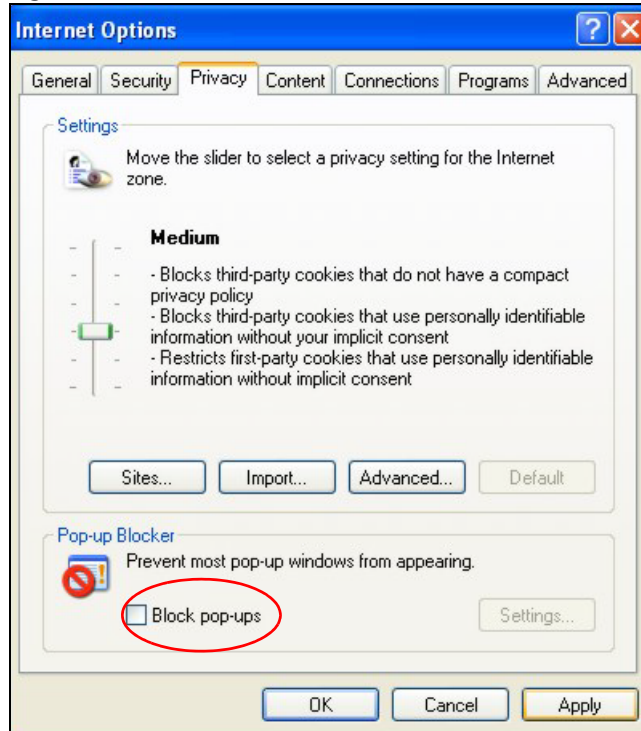 Internet Options
General Security Privacy Content Connections Programs Advanced
Settings
Move the slider to select a privacy setting for the Internet
zone.
Medium
- Blocks third-party cookies that do not have a compact
privacy policy
- Blocks third-party cookies that use personally identifiable
information without your implicit consent
- Restricts first-party cookies that use personally identifiable
information without implicit consent
Sites... Import... Advanced... Default
Pop-up Blocker
Prevent most pop-up windows from appearing.
Block pop-ups Settings...
OK Cancel Apply